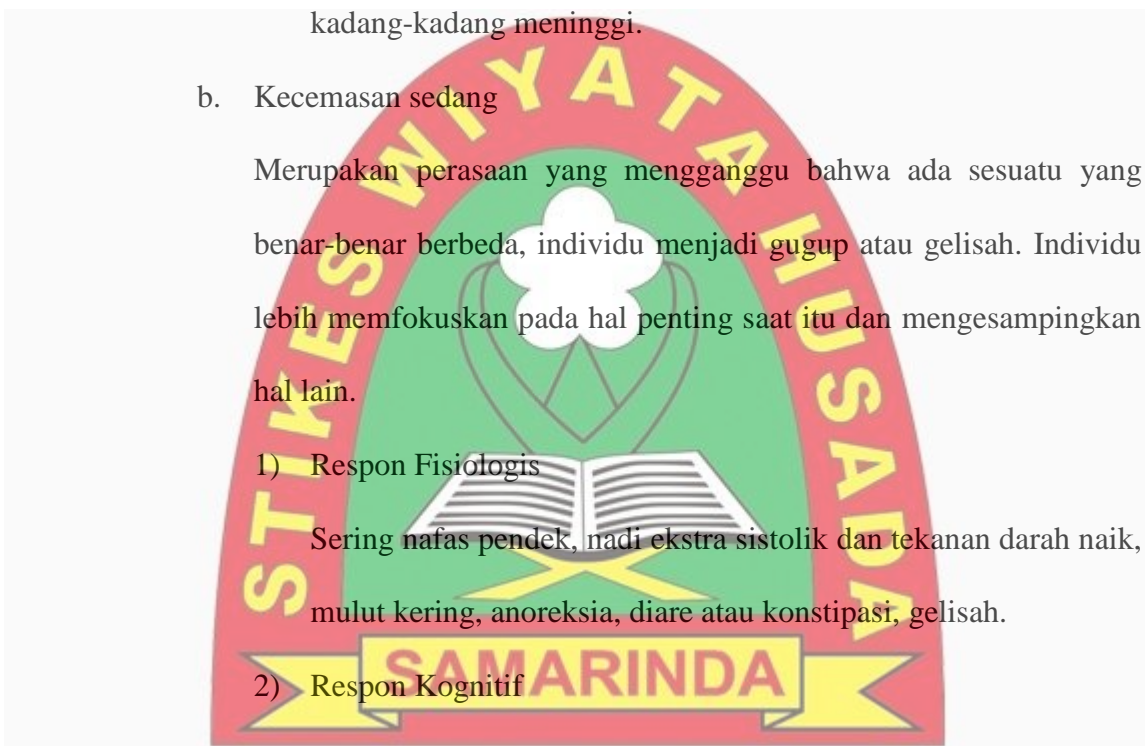 kadang-kadang meninggi.
b. Kecemasan sedang
Merupakan perasaan yang mengganggu bahwa ada sesuatu yang
benar-benar berbeda, individu menjadi gugup atau gelisah. Individu
lebih memfokuskan pada hal penting saat itu dan mengesampingkan
hal lain.
1) Respon Fisiologis
Sering nafas pendek, nadi ekstra sistolik dan tekanan darah naik,
mulut kering, anoreksia, diare atau konstipasi, gelisah.
2) Respon Kognitif
STIKES WIYATA HUSADA
SAMARINDA